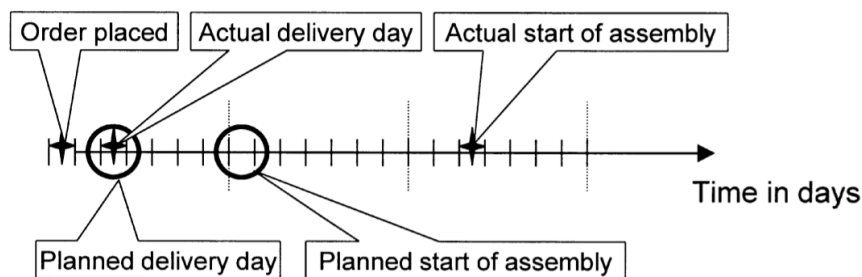 Order placed
Actual delivery day
Actual start of assembly
Time in days
Planned delivery day
Planned start of assembly